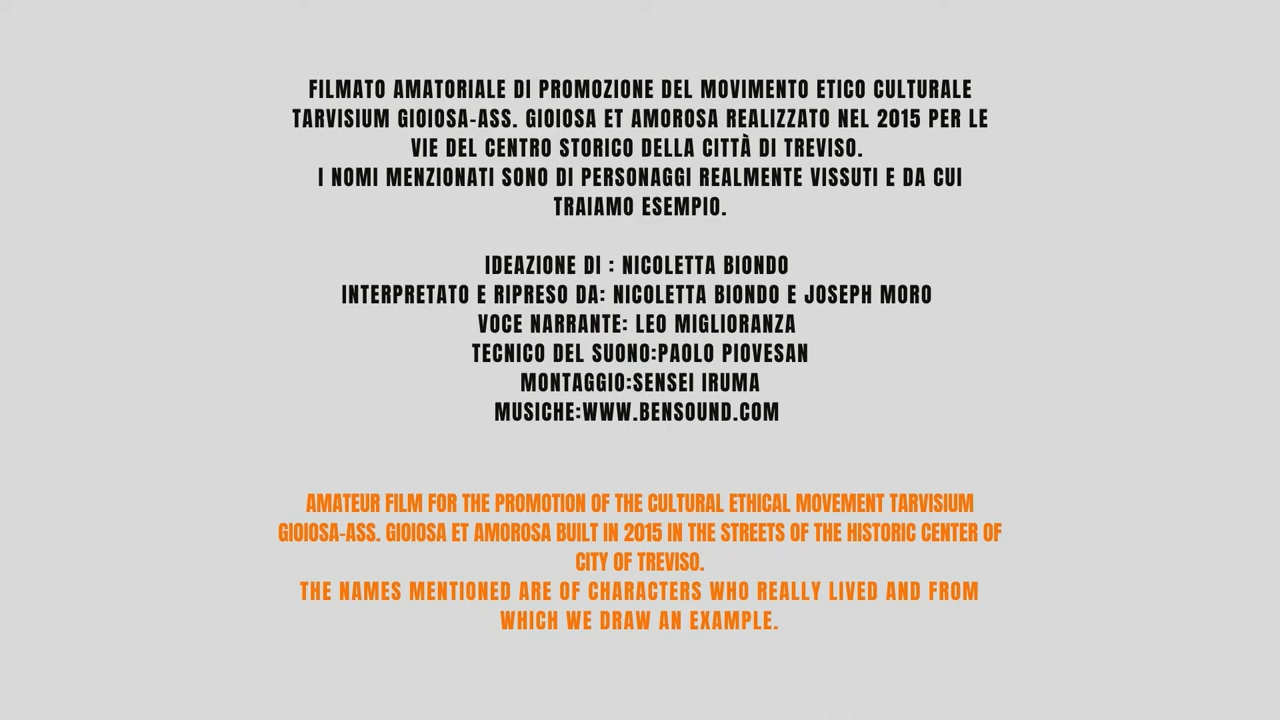 FILMATO AMATORIALE DI PROMOZIONE DEL MOVIMENTO ETICO CULTURALE
TARVISIUM GIOIOSA-ASS. GIOIOSA ET AMOROSA REALIZZATO NEL 2015 PER LE
VIE DEL CENTRO STORICO DELLA CITTÀ DI TREVISO.
I NOMI MENZIONATI SONO DI PERSONAGGI REALMENTE VISSUTI E DA CUI
TRAIAMO ESEMPIO.
IDEAZIONE DI : NICOLETTA BIONDO
INTERPRETATO E RIPRESO DA: NICOLETTA BIONDO E JOSEPH MORO
VOCE NARRANTE: LEO MIGLIORANZA
TECNICO DEL SUONO:PAOLO PIOVESAN
MONTAGGIO:SENSEI IRUMA
MUSICHE:WWW.BENSOUND.COM
AMATEUR FILM FOR THE PROMOTION OF THE CULTURAL ETHICAL MOVEMENT TARVISIUM
GIOIOSA-ASS. GIOIOSA ET AMOROSA BUILT IN 2015 IN THE STREETS OF THE HISTORIC CENTER OF
CITY OF TREVISO.
THE NAMES MENTIONED ARE OF CHARACTERS WHO REALLY LIVED AND FROM
WHICH WE DRAW AN EXAMPLE.